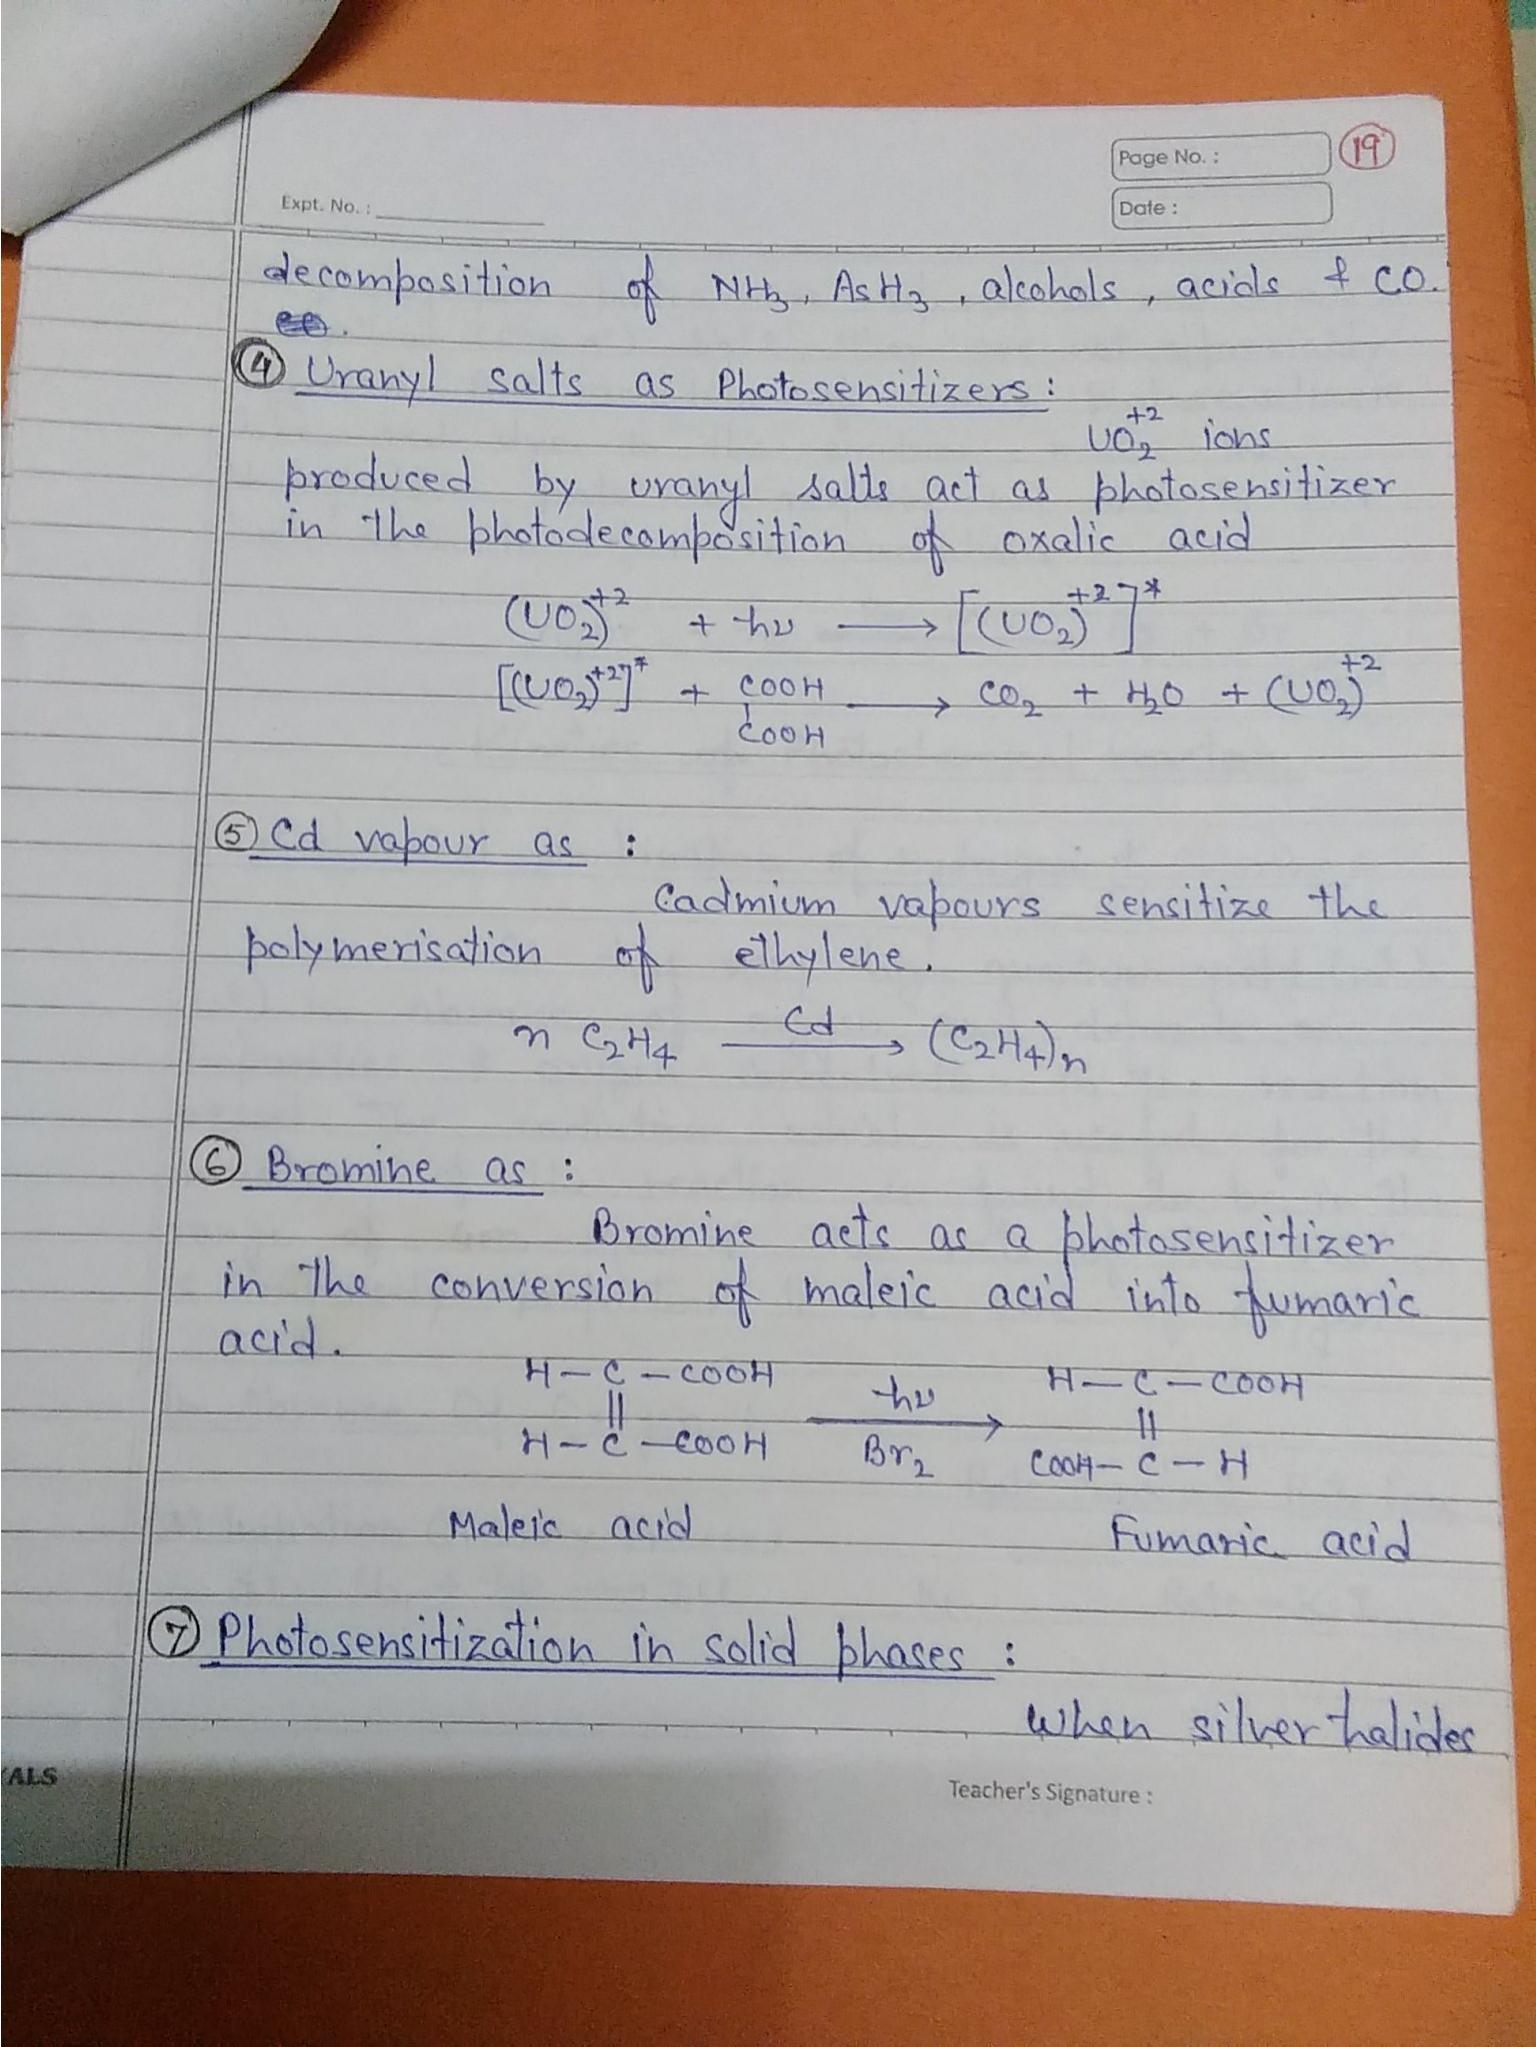 Page No. :
19
Expt. No. :
Date :
decomposition of NH3, AsH3, alcohols, acids & CO.
④ Uranyl salts as Photosensitizers :
UO2+2 ions
produced by uranyl salts act as photosensitizer
in the photodecomposition of oxalic acid
(UO2)+2 + hν ⟶ [(UO2)+2]*
[(UO2)+2]* + COOH ⟶ CO2 + H2O + (UO2)+2
COOH
⑤ Cd vapour as :
Cadmium vapours sensitize the
polymerisation of ethylene.
Cd
n C2H4 ⟶ (C2H4)n
⑥ Bromine as :
Bromine acts as a photosensitizer
in the conversion of maleic acid into fumaric
acid.
H – C – COOH hν H – C – COOH
|| ⟶ ||
H – C – COOH Br2 COOH – C – H
Maleic acid Fumaric acid
⑦ Photosensitization in solid phases :
When silver halides
ALS
Teacher's Signature :